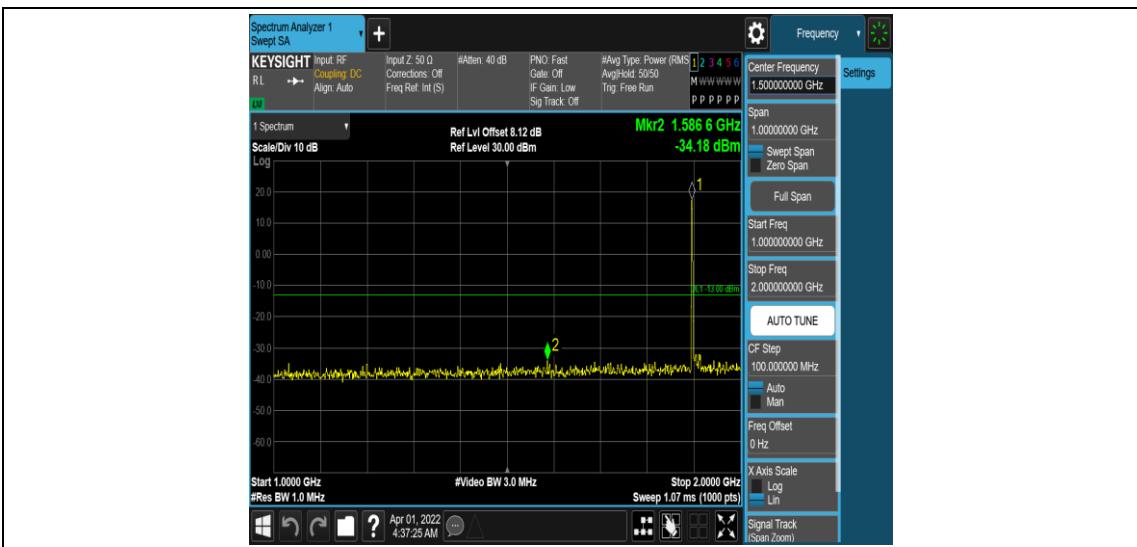 Spectrum Analyzer 1
Swept SA
+
Frequency
KEYSIGHT
RL
LXI
Input: RF
Coupling: DC
Align: Auto
Input Z: 50 Ω
Corrections: Off
Freq Ref: Int (S)
#Atten: 40 dB
PNO: Fast
Gate: Off
IF Gain: Low
Sig Track: Off
#Avg Type: Power (RMS
Avg|Hold: 50/50
Trig: Free Run
1 2 3 4 5 6
M W W W W W
P P P P P P
1 Spectrum
Scale/Div 10 dB
Log
Ref Lvl Offset 8.12 dB
Ref Level 30.00 dBm
Mkr2 1.586 6 GHz
-34.18 dBm
1
20.0
10.0
0.00
-10.0
DL1 -13.00 dBm
-20.0
2
-30.0
-40.0
-50.0
-60.0
Start 1.0000 GHz
#Res BW 1.0 MHz
#Video BW 3.0 MHz
Stop 2.0000 GHz
Sweep 1.07 ms (1000 pts)
?
Apr 01, 2022
4:37:25 AM
Center Frequency
1.500000000 GHz
Settings
Span
1.00000000 GHz
Swept Span
Zero Span
Full Span
Start Freq
1.000000000 GHz
Stop Freq
2.000000000 GHz
AUTO TUNE
CF Step
100.000000 MHz
Auto
Man
Freq Offset
0 Hz
X Axis Scale
Log
Lin
Signal Track
(Span Zoom)